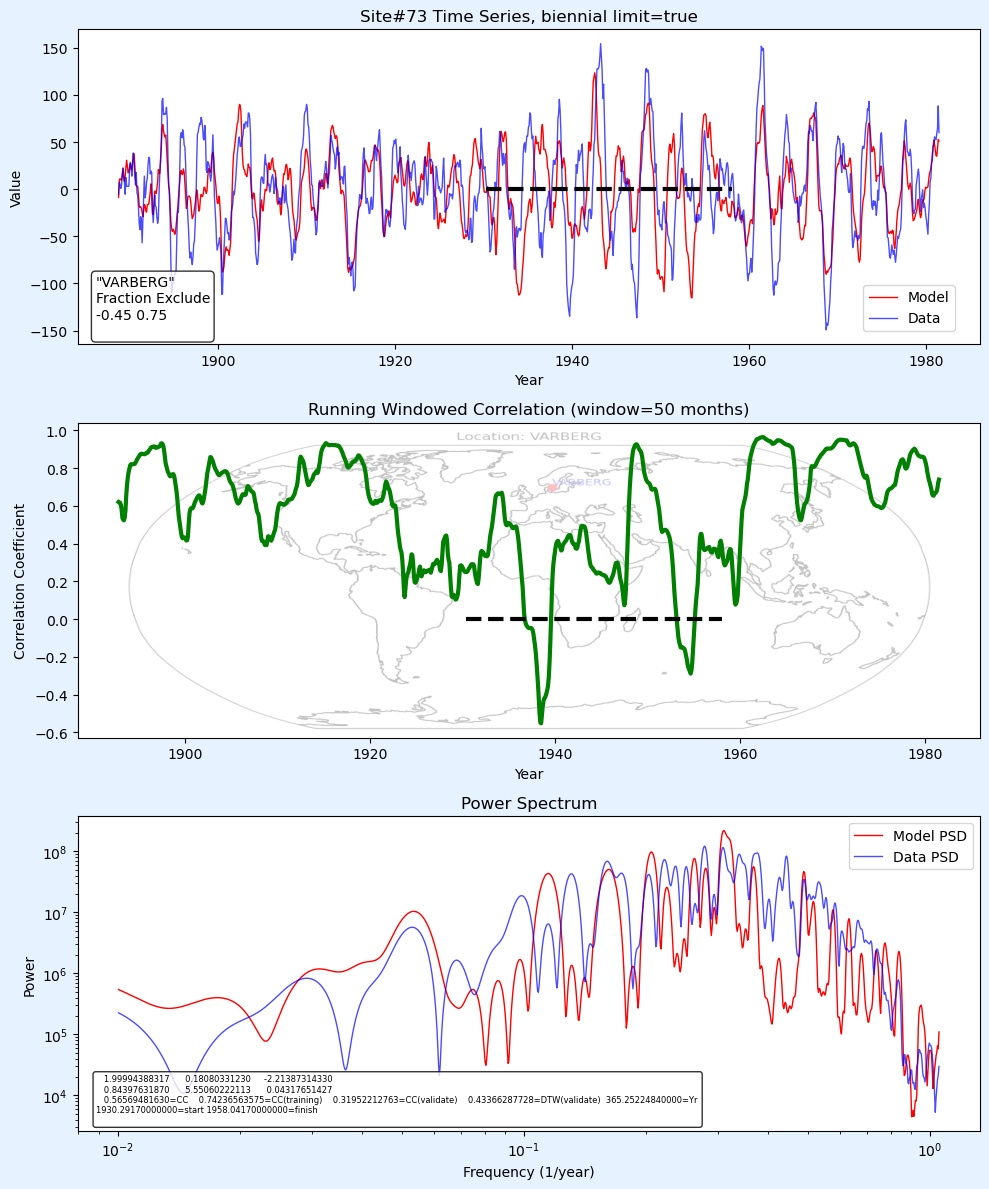 Site#73 Time Series, biennial limit=true
Value
150
100
50
0
−50
−100
−150
"VARBERG"
Fraction Exclude
-0.45 0.75
Model
Data
1900
1920
1940
1960
1980
Year
Running Windowed Correlation (window=50 months)
Correlation Coefficient
1.0
0.8
0.6
0.4
0.2
0.0
−0.2
−0.4
−0.6
Location: VARBERG
VARBERG
1900
1920
1940
1960
1980
Year
Power Spectrum
Power
10⁸
10⁷
10⁶
10⁵
10⁴
Model PSD
Data PSD
1.99994388317 0.18080331230 -2.21387314330
0.84397631870 5.55060222113 0.04317651427
0.56569481630=CC 0.74236563575=CC(training) 0.31952212763=CC(validate) 0.43366287728=DTW(validate) 365.25224840000=Yr
1930.29170000000=start 1958.04170000000=finish
10⁻²
10⁻¹
10⁰
Frequency (1/year)